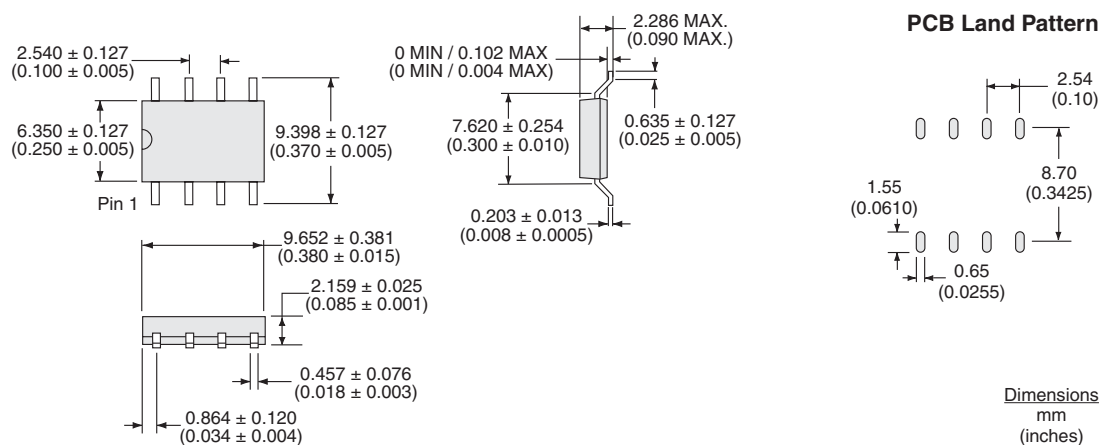 2.540 ± 0.127
(0.100 ± 0.005)
6.350 ± 0.127
(0.250 ± 0.005)
9.398 ± 0.127
(0.370 ± 0.005)
Pin 1
9.652 ± 0.381
(0.380 ± 0.015)
2.159 ± 0.025
(0.085 ± 0.001)
0.457 ± 0.076
(0.018 ± 0.003)
0.864 ± 0.120
(0.034 ± 0.004)
2.286 MAX.
(0.090 MAX.)
0 MIN / 0.102 MAX
(0 MIN / 0.004 MAX)
7.620 ± 0.254
(0.300 ± 0.010)
0.635 ± 0.127
(0.025 ± 0.005)
0.203 ± 0.013
(0.008 ± 0.0005)
PCB Land Pattern
2.54
(0.10)
8.70
(0.3425)
1.55
(0.0610)
0.65
(0.0255)
Dimensions
mm
(inches)